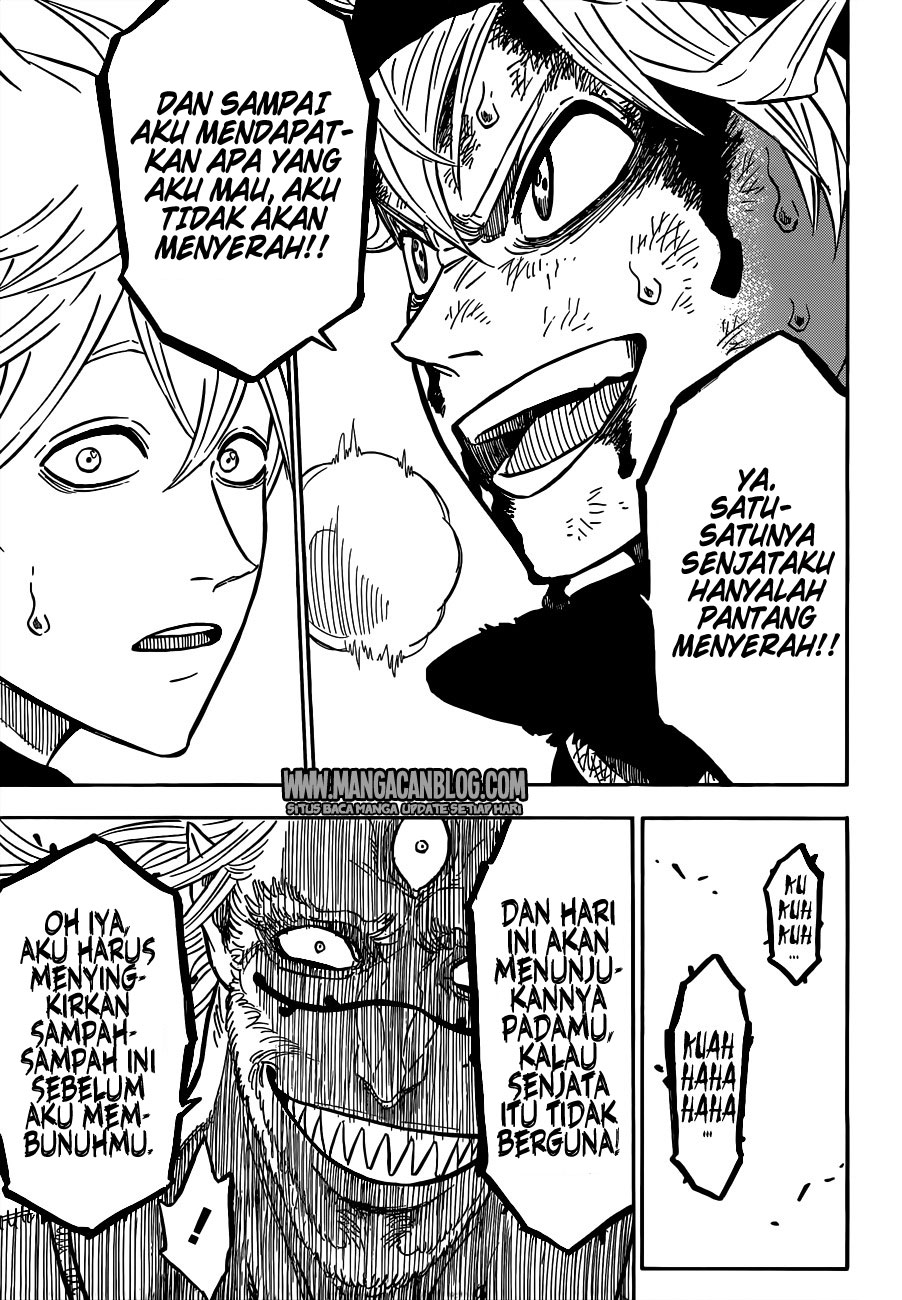 YA.
SATU-
SATUNYA
SENJATAKU
HANYALAH
PANTANG
MENYERAH!!
DAN SAMPAI
AKU MENDAPAT-
KAN APA YANG
AKU MAU, AKU
TIDAK AKAN
MENYERAH!!
WWW.MANGACANBLOG.COM
SITUS BACA MANGA UPDATE SETIAP HARI
KU
KUH
KUH
...
KUAH
HAHA
HAHA
...
DAN HARI
INI AKAN
MENUNJU-
KANNYA
PADAMU,
KALAU
SENJATA
ITU TIDAK
BERGUNA!
OH IYA,
AKU HARUS
MENYING-
KIRKAN
SAMPAH-
SAMPAH INI
SEBELUM
AKU MEM-
BUNUHMU.
!